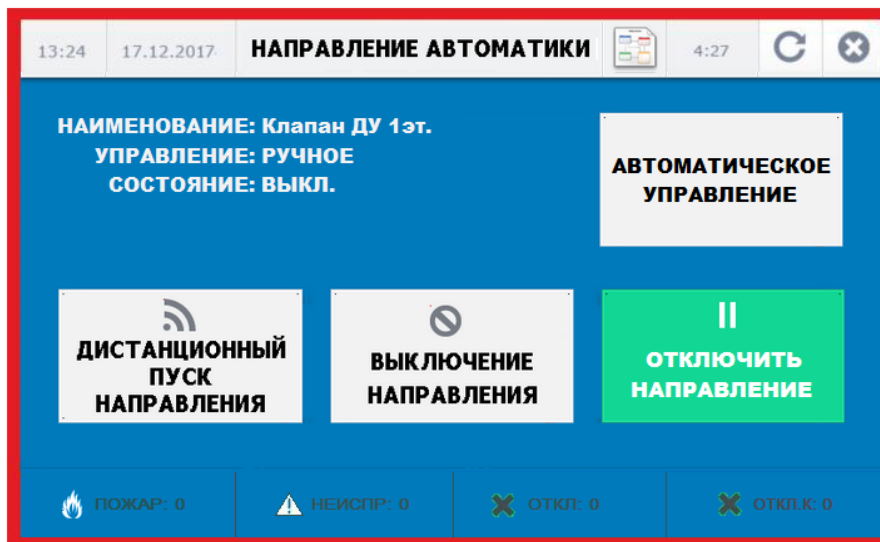 13:24 17.12.2017 НАПРАВЛЕНИЕ АВТОМАТИКИ 4:27
НАИМЕНОВАНИЕ: Клапан ДУ 1эт.
УПРАВЛЕНИЕ: РУЧНОЕ
СОСТОЯНИЕ: ВЫКЛ.
АВТОМАТИЧЕСКОЕ
УПРАВЛЕНИЕ
ДИСТАНЦИОННЫЙ
ПУСК
НАПРАВЛЕНИЯ
ВЫКЛЮЧЕНИЕ
НАПРАВЛЕНИЯ
ОТКЛЮЧИТЬ
НАПРАВЛЕНИЕ
ПОЖАР: 0 НЕИСПР: 0 ОТКЛ: 0 ОТКЛ.К: 0